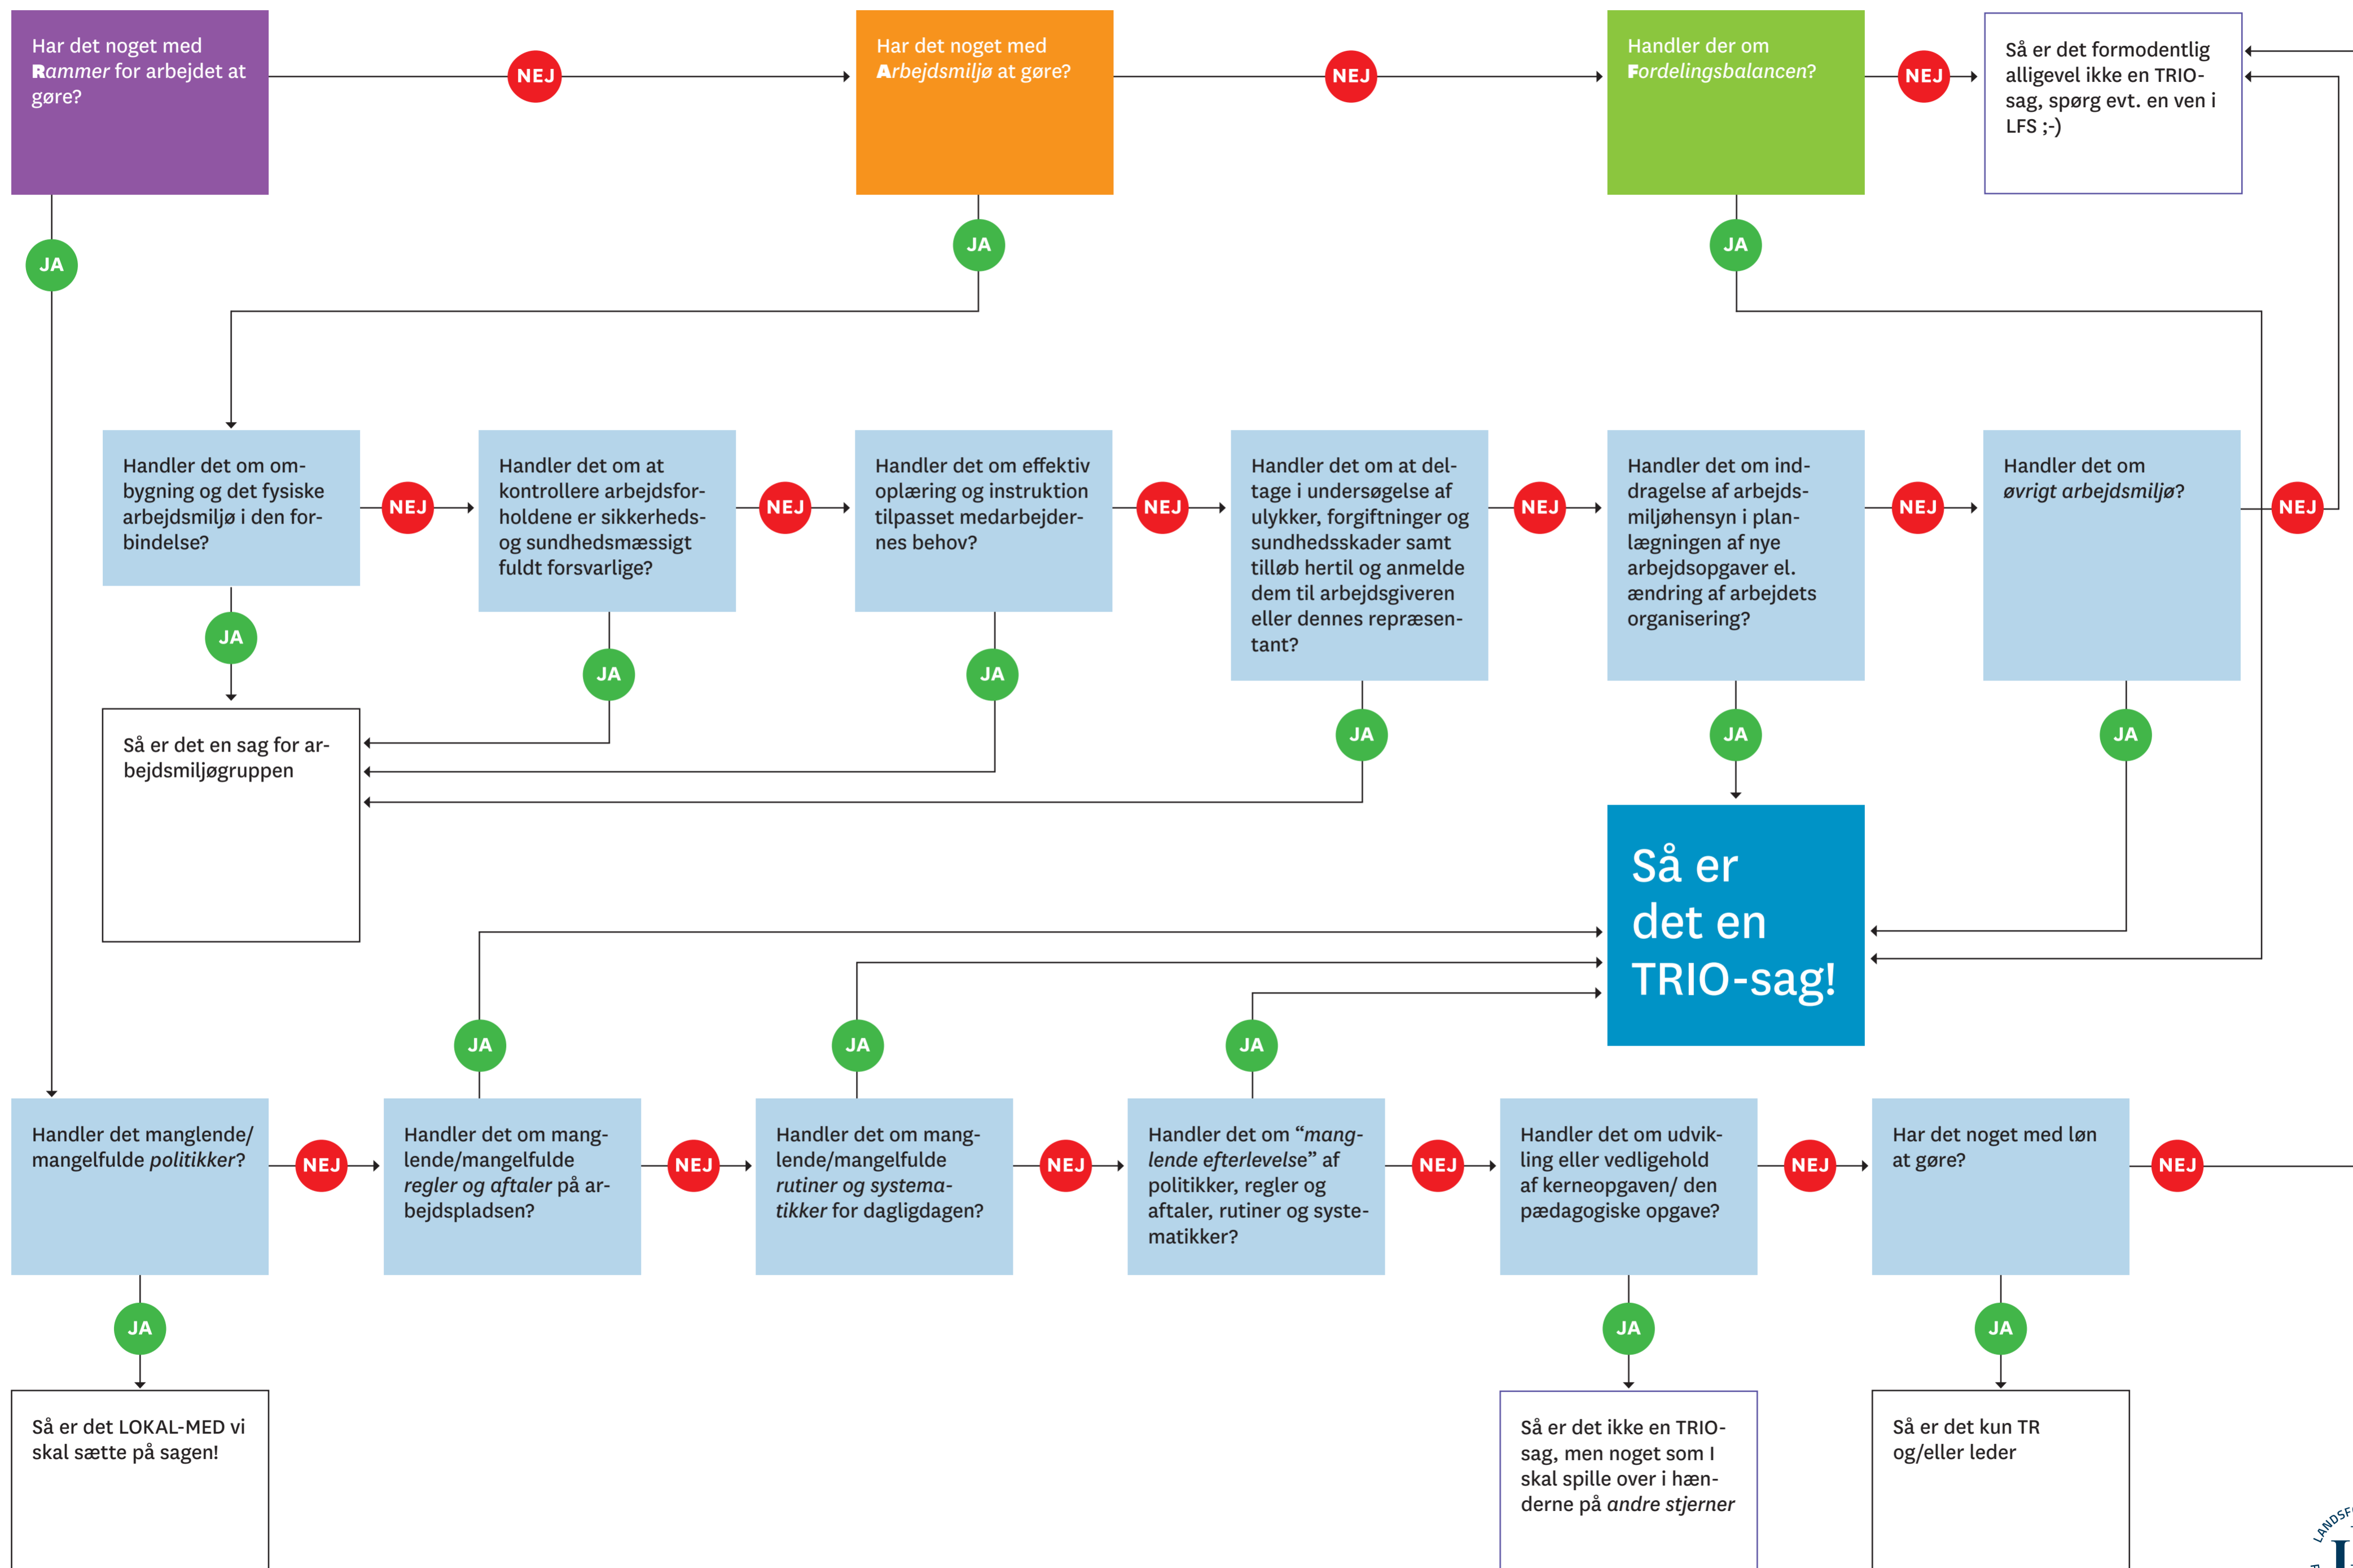 Har det noget med
Rammer for arbejdet at
gøre?
NEJ
Har det noget med
Arbejdsmiljø at gøre?
NEJ
Handler der om
Fordelingsbalancen?
NEJ
Så er det formodentlig
alligevel ikke en TRIO-
sag, spørg evt. en ven i
LFS ;-)
JA
JA
JA
Handler det om om-
bygning og det fysiske
arbejdsmiljø i den for-
bindelse?
NEJ
Handler det om at
kontrollere arbejdsfor-
holdene er sikkerheds-
og sundhedsmæssigt
fuldt forsvarlige?
NEJ
Handler det om effektiv
oplæring og instruktion
tilpasset medarbejder-
nes behov?
NEJ
Handler det om at del-
tage i undersøgelse af
ulykker, forgiftninger og
sundhedsskader samt
tilløb hertil og anmelde
dem til arbejdsgiveren
eller dennes repræsen-
tant?
NEJ
Handler det om ind-
dragelse af arbejds-
miljøhensyn i plan-
lægningen af nye
arbejdsopgaver el.
ændring af arbejdets
organisering?
NEJ
Handler det om
øvrigt arbejdsmiljø?
NEJ
JA
JA
JA
JA
JA
JA
Så er det en sag for ar-
bejdsmiljøgruppen
Så er
det en
TRIO-sag!
JA
JA
JA
Handler det manglende/
mangelfulde politikker?
NEJ
Handler det om mang-
lende/mangelfulde
regler og aftaler på ar-
bejdspladsen?
NEJ
Handler det om mang-
lende/mangelfulde
rutiner og systema-
tikker for dagligdagen?
NEJ
Handler det om “mang-
lende efterlevelse” af
politikker, regler og
aftaler, rutiner og syste-
matikker?
NEJ
Handler det om udvik-
ling eller vedligehold
af kerneopgaven/ den
pædagogiske opgave?
NEJ
Har det noget med løn
at gøre?
NEJ
JA
JA
JA
Så er det LOKAL-MED vi
skal sætte på sagen!
Så er det ikke en TRIO-
sag, men noget som I
skal spille over i hæn-
derne på andre stjerner
Så er det kun TR
og/eller leder